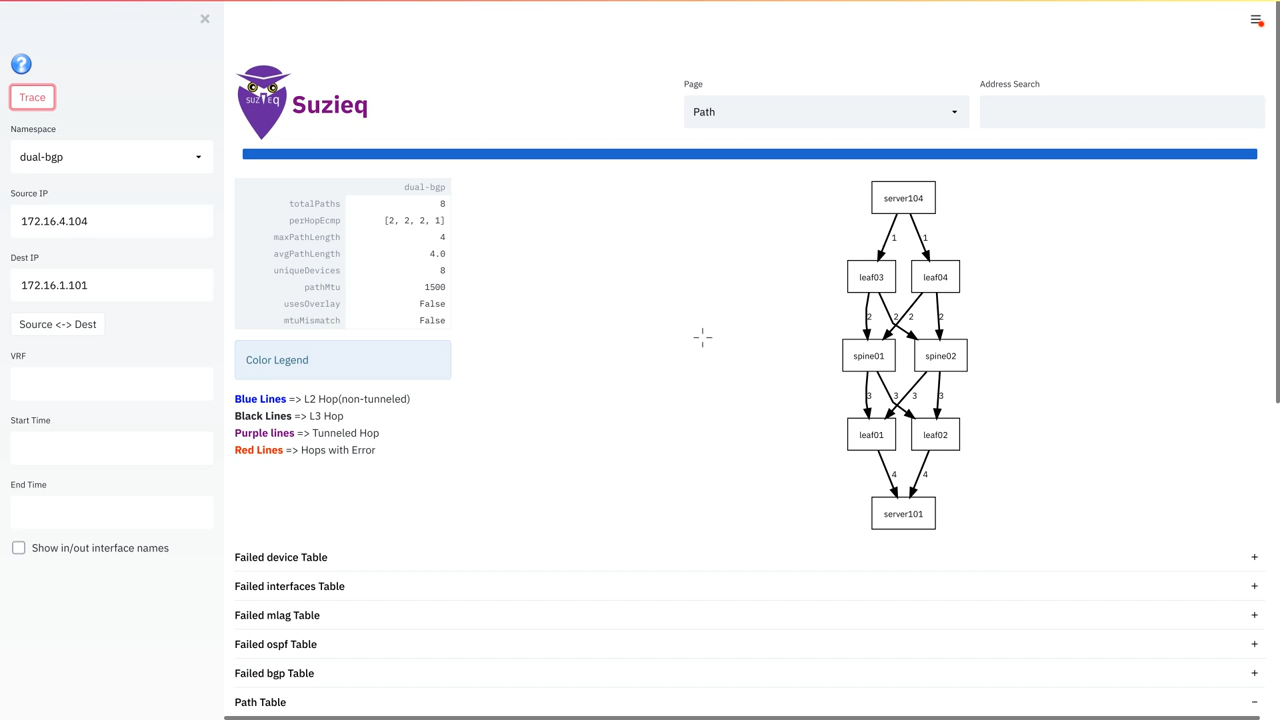 ×
?
Trace
Namespace
dual-bgp
Source IP
172.16.4.104
Dest IP
172.16.1.101
Source <-> Dest
VRF
Start Time
End Time
Show in/out interface names
SUZIEQ
Suzieq
Page
Path
Address Search
dual-bgp
totalPaths 8
perHopEcmp [2, 2, 2, 1]
maxPathLength 4
avgPathLength 4.0
uniqueDevices 8
pathMtu 1500
usesOverlay False
mtuMismatch False
Color Legend
Blue Lines => L2 Hop(non-tunneled)
Black Lines => L3 Hop
Purple lines => Tunneled Hop
Red Lines => Hops with Error
server104
1 1
leaf03 leaf04
2 2 2 2
spine01 spine02
3 3 3 3
leaf01 leaf02
4 4
server101
Failed device Table +
Failed interfaces Table +
Failed mlag Table +
Failed ospf Table +
Failed bgp Table +
Path Table −